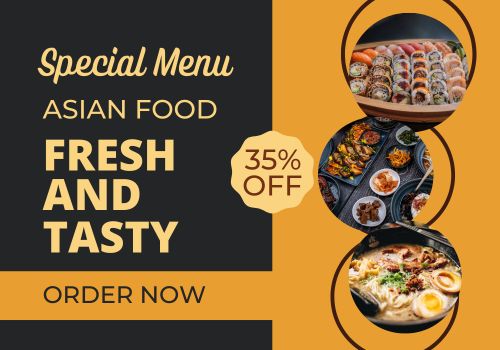 Special Menu
ASIAN FOOD
FRESH
AND
TASTY
35%
OFF
ORDER NOW